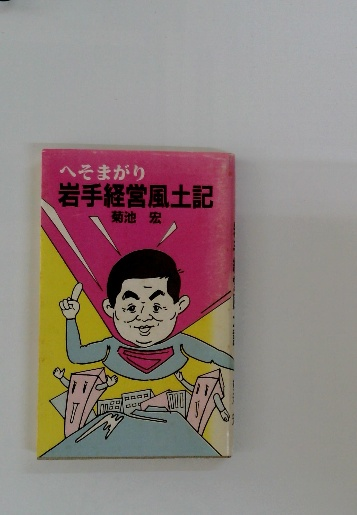 へそまがり
岩手経営風土記
菊池 宏